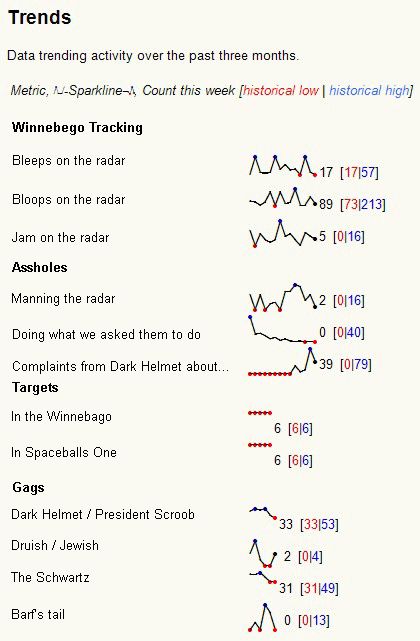 Trends
Data trending activity over the past three months.
Metric, -Sparkline-, Count this week [historical low | historical high]
Winnebego Tracking
Bleeps on the radar 17 [17|57]
Bloops on the radar 89 [73|213]
Jam on the radar 5 [0|16]
Assholes
Manning the radar 2 [0|16]
Doing what we asked them to do 0 [0|40]
Complaints from Dark Helmet about... 39 [0|79]
Targets
In the Winnebago 6 [6|6]
In Spaceballs One 6 [6|6]
Gags
Dark Helmet / President Scroob 33 [33|53]
Druish / Jewish 2 [0|4]
The Schwartz 31 [31|49]
Barf's tail 0 [0|13]